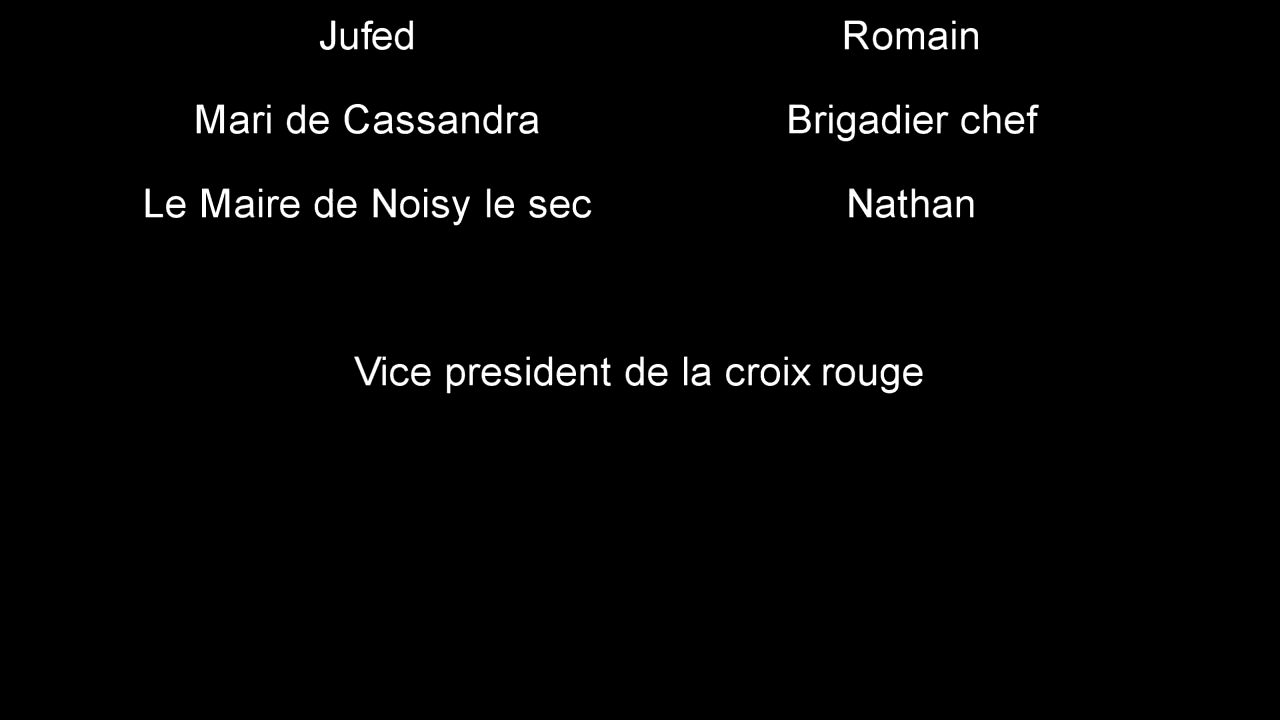 Jufed Romain
Mari de Cassandra Brigadier chef
Le Maire de Noisy le sec Nathan
Vice president de la croix rouge